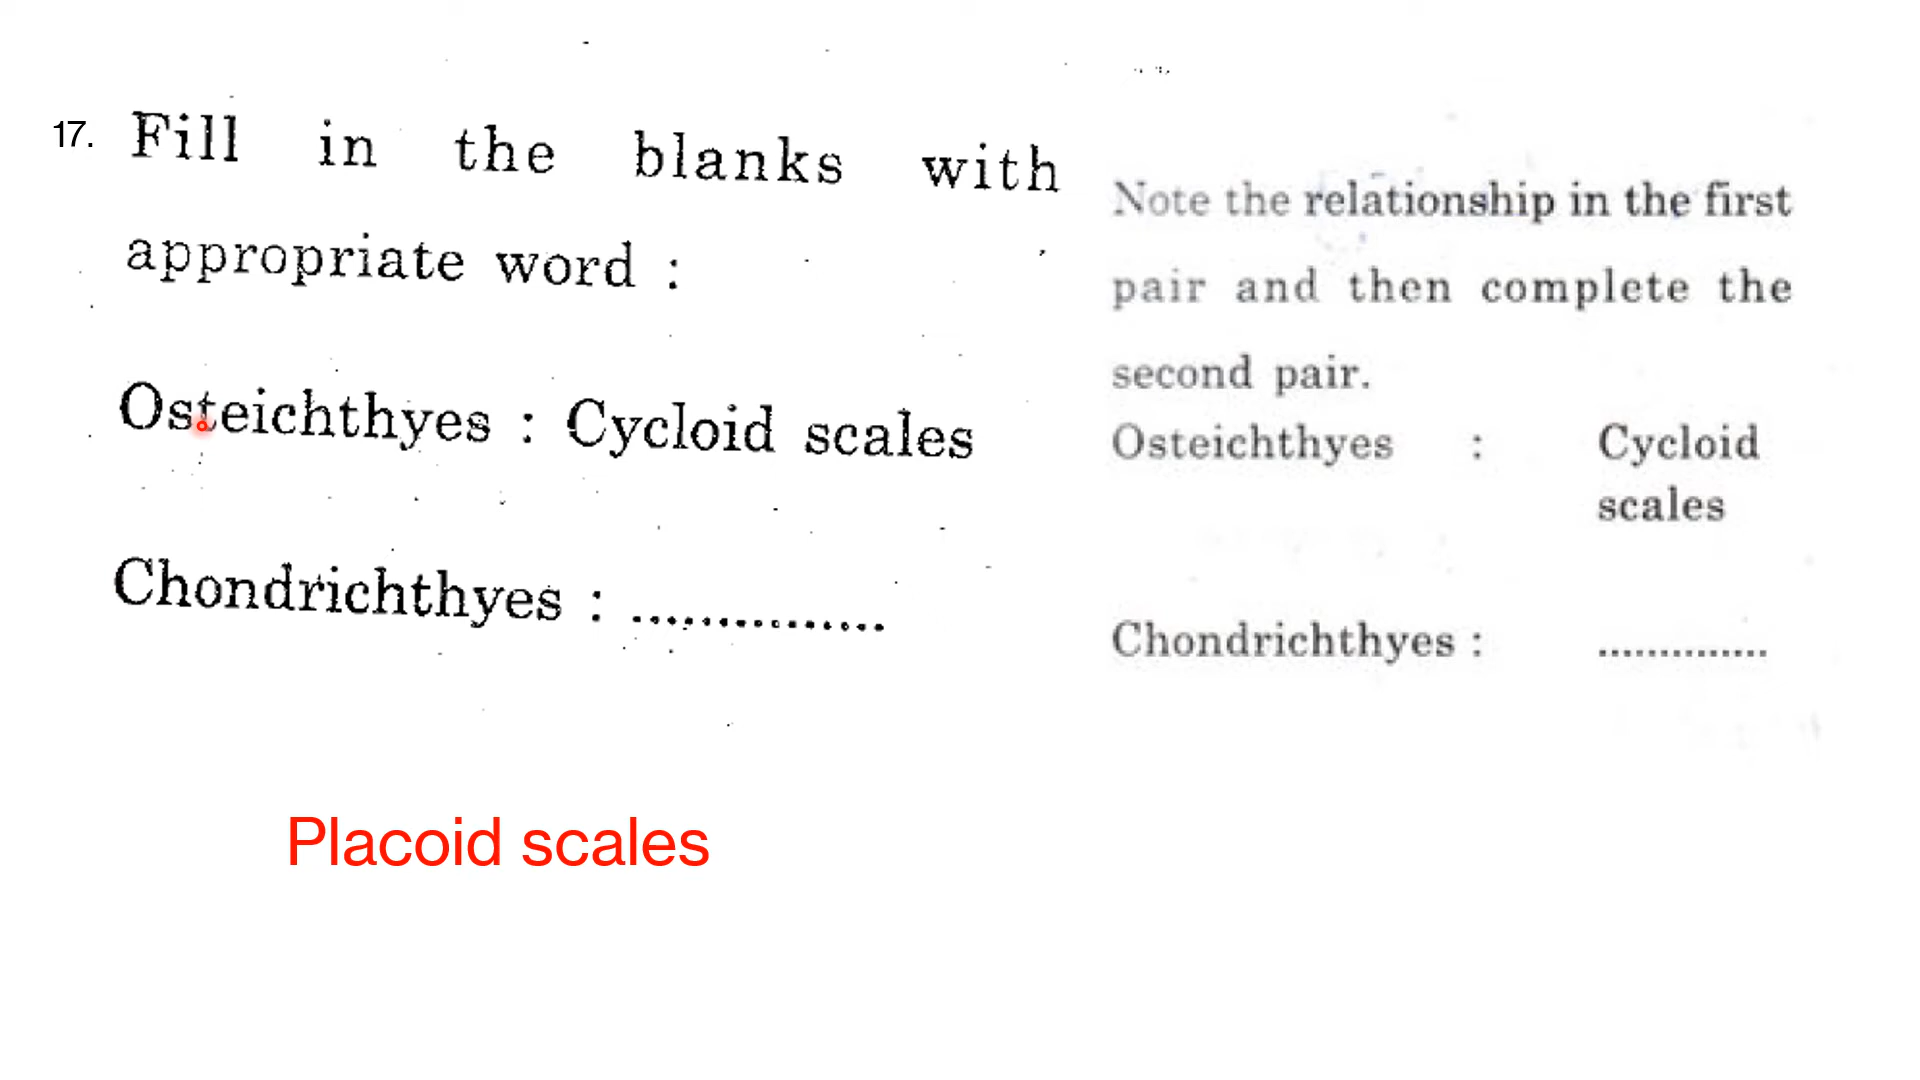 17. Fill in the blanks with
appropriate word :
Osteichthyes : Cycloid scales
Chondrichthyes : ................
Note the relationship in the first
pair and then complete the
second pair.
Osteichthyes : Cycloid
scales
Chondrichthyes : ..............
Placoid scales